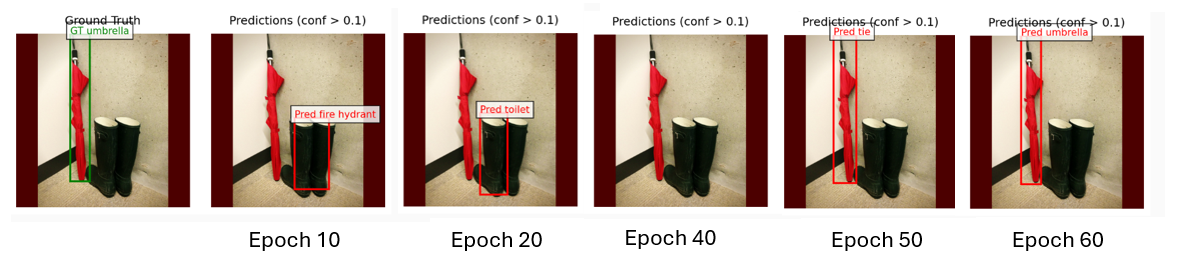 Ground Truth
GT umbrella
Predictions (conf > 0.1)
Pred fire hydrant
Predictions (conf > 0.1)
Pred toilet
Predictions (conf > 0.1)
Predictions (conf > 0.1)
Pred tie
Predictions (conf > 0.1)
Pred umbrella
Epoch 10
Epoch 20
Epoch 40
Epoch 50
Epoch 60